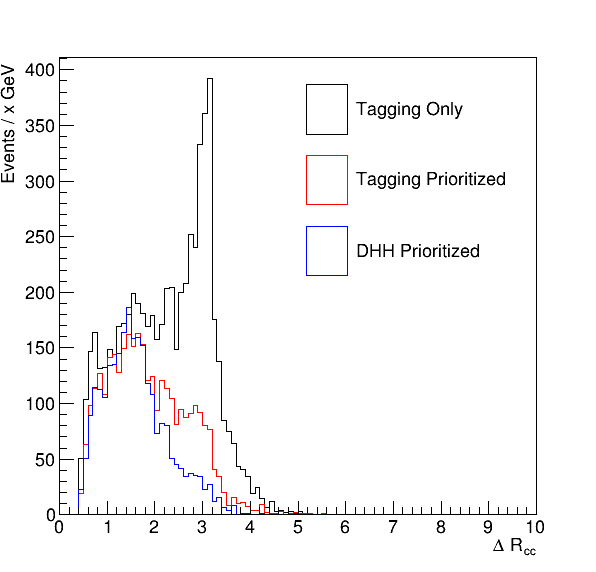 Events / x GeV
400
350
300
250
200
150
100
50
0
Tagging Only
Tagging Prioritized
DHH Prioritized
0 1 2 3 4 5 6 7 8 9 10
Δ Rcc